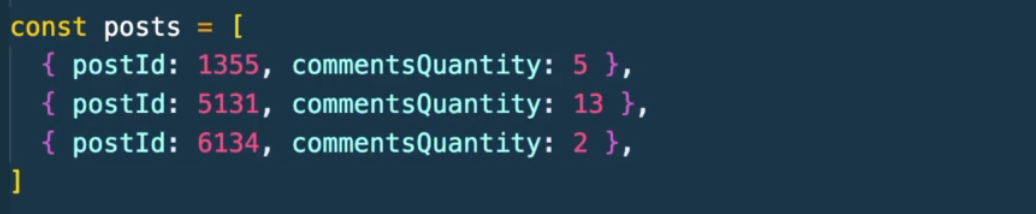 const posts = [
  { postId: 1355, commentsQuantity: 5 },
  { postId: 5131, commentsQuantity: 13 },
  { postId: 6134, commentsQuantity: 2 },
]